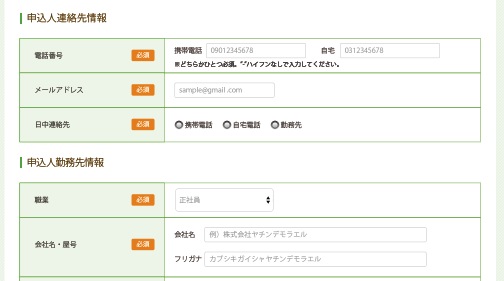 申込人連絡先情報
電話番号 必須 携帯電話 09012345678 自宅 0312345678
※どちらかひとつ必須。"-"ハイフンなしで入力してください。
メールアドレス 必須 sample@gmail.com
日中連絡先 必須 携帯電話 自宅電話 勤務先
申込人勤務先情報
職業 必須 正社員
会社名・屋号 必須 会社名 例）株式会社ヤチンデモラエル
フリガナ カブシキガイシャヤチンデモラエル